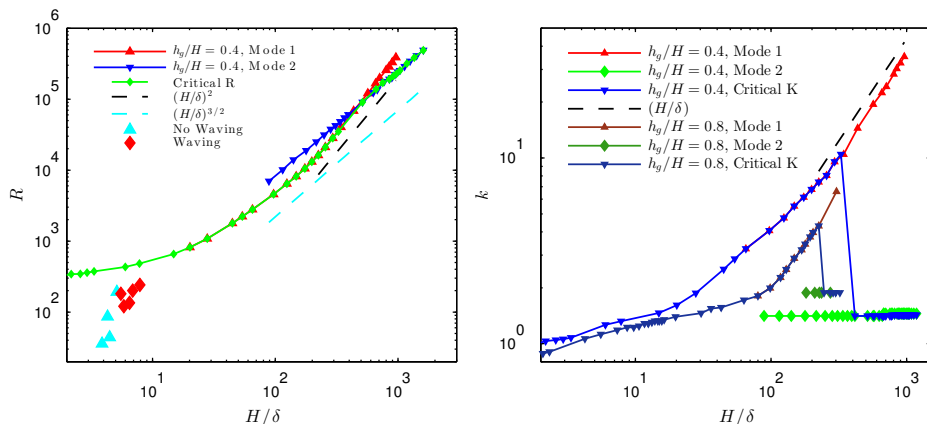 10^6
10^5
10^4
10^3
10^2
R
10^1
10^2
10^3
H/δ
h_g/H = 0.4, Mode 1
h_g/H = 0.4, Mode 2
Critical R
(H/δ)^2
(H/δ)^{3/2}
No Waving
Waving
10^1
10^0
k
10^1
10^2
10^3
H/δ
h_g/H = 0.4, Mode 1
h_g/H = 0.4, Mode 2
h_g/H = 0.4, Critical K
(H/δ)
h_g/H = 0.8, Mode 1
h_g/H = 0.8, Mode 2
h_g/H = 0.8, Critical K